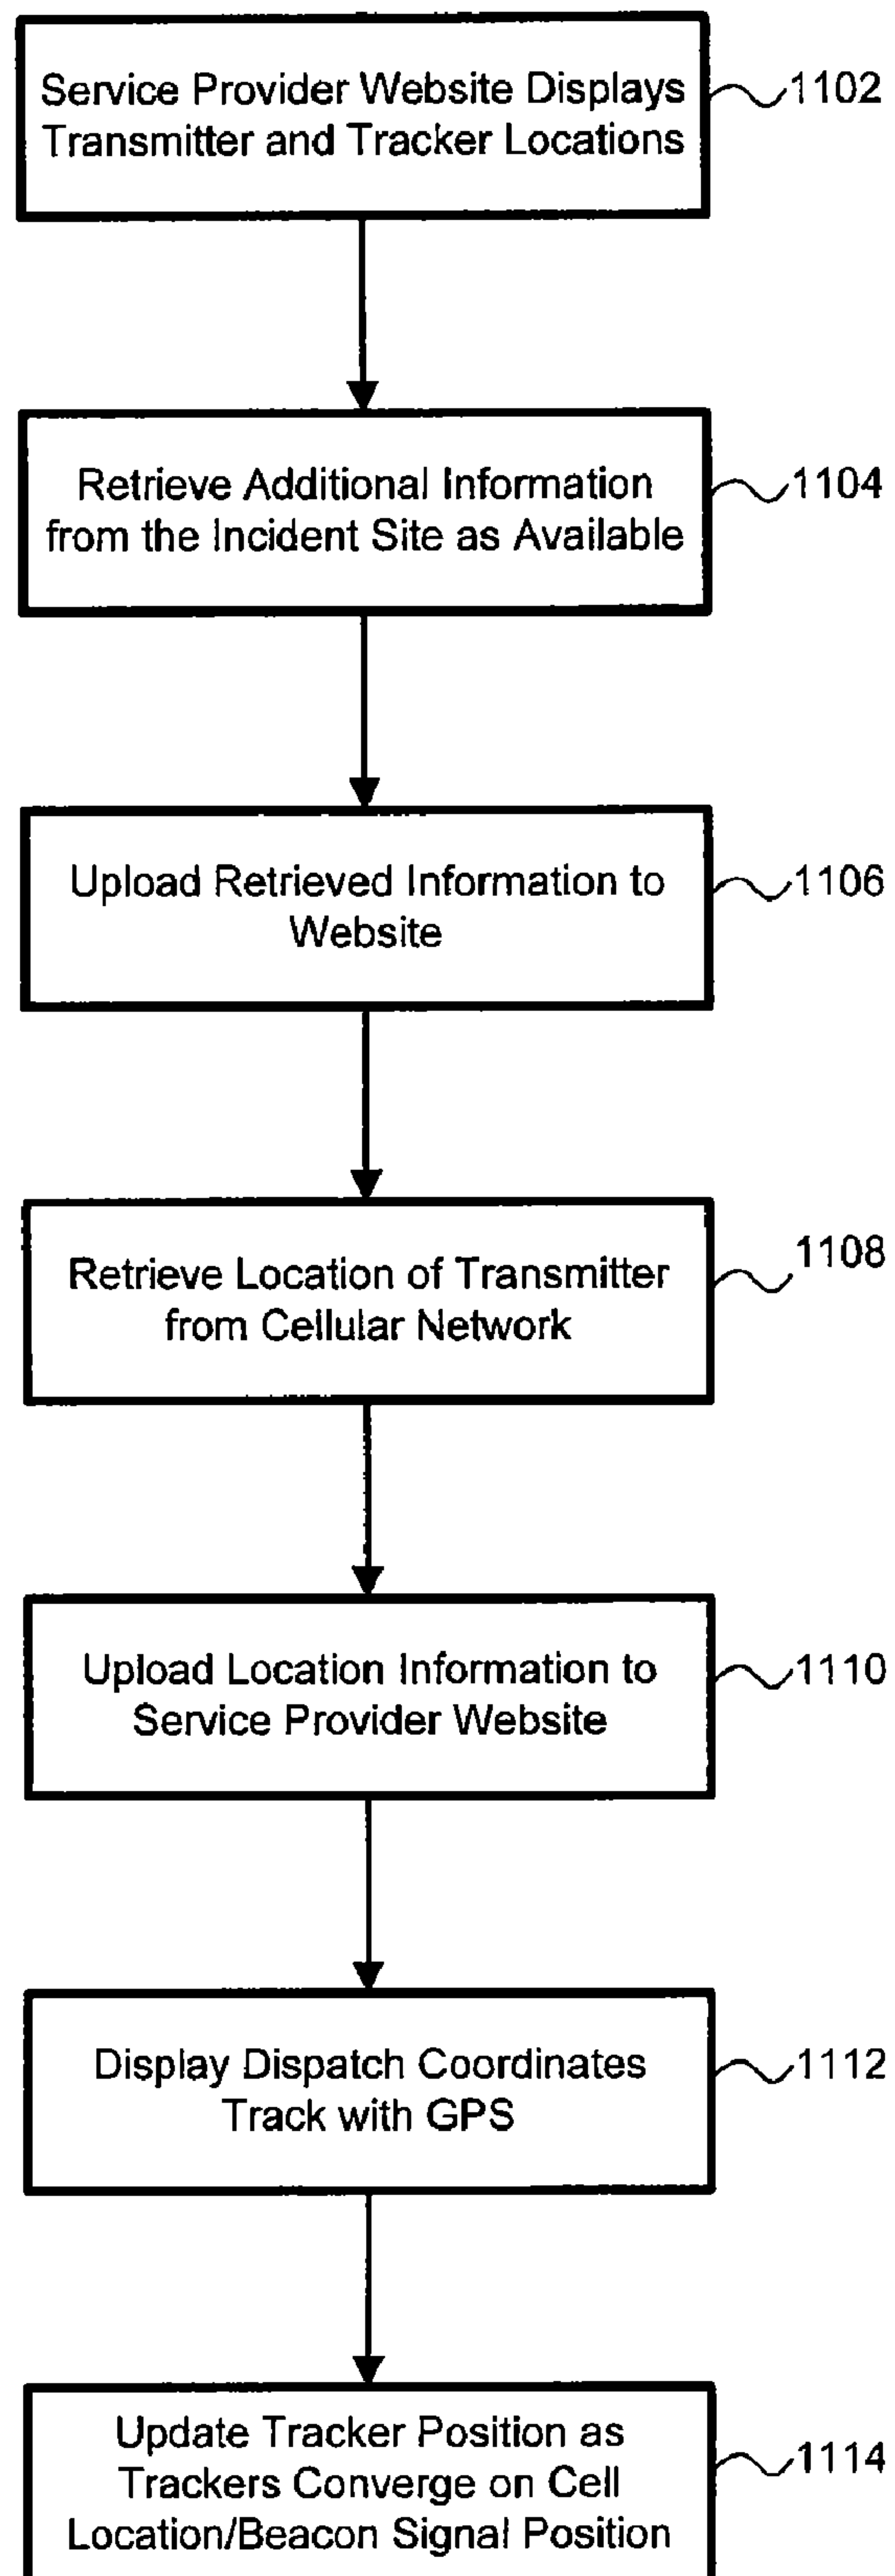 Service Provider Website Displays
Transmitter and Tracker Locations
1102
Retrieve Additional Information
from the Incident Site as Available
1104
Upload Retrieved Information to
Website
1106
Retrieve Location of Transmitter
from Cellular Network
1108
Upload Location Information to
Service Provider Website
1110
Display Dispatch Coordinates
Track with GPS
1112
Update Tracker Position as
Trackers Converge on Cell
Location/Beacon Signal Position
1114